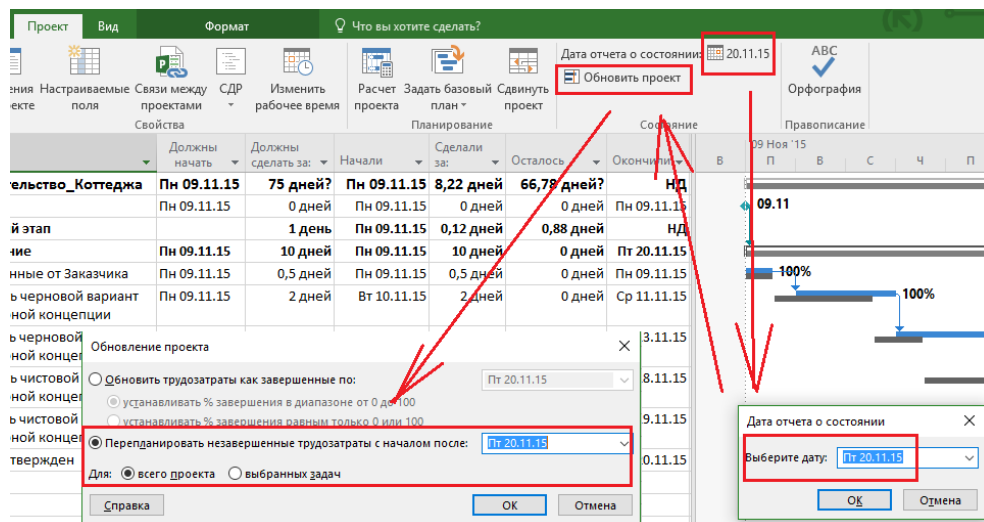 Проект Вид Формат Что вы хотите сделать?
Дата отчета о состоянии: 20.11.15
Обновить проект
Настраиваемые поля
Связи между проектами
СДР
Изменить рабочее время
Расчет проекта
Задать базовый план
Сдвинуть проект
ABC
Орфография
Свойства Планирование Состояние Правописание
Должны начать
Должны сделать за:
Начали
Сделали за:
Осталось
Окончили
09 Ноя '15
В П В С Ч П
тельство_Коттеджа Пн 09.11.15 75 дней? Пн 09.11.15 8,22 дней 66,78 дней? НД
Пн 09.11.15 0 дней Пн 09.11.15 0 дней 0 дней Пн 09.11.15 09.11
й этап 1 день Пн 09.11.15 0,12 дней 0,88 дней НД
ние Пн 09.11.15 10 дней Пн 09.11.15 10 дней 0 дней Пт 20.11.15
нные от Заказчика Пн 09.11.15 0,5 дней Пн 09.11.15 0,5 дней 0 дней Пн 09.11.15 100%
ь черновой вариант Пн 09.11.15 2 дней Вт 10.11.15 2 дней 0 дней Ср 11.11.15 100%
ной концепции
ь черновой 3.11.15
ной конце
ь чистовой 8.11.15
ной конце
ь чистовой 9.11.15
ной конце
твержден 0.11.15
Обновление проекта
Обновить трудозатраты как завершенные по: Пт 20.11.15
устанавливать % завершения в диапазоне от 0 до 100
устанавливать % завершения равным только 0 или 100
Перепланировать незавершенные трудозатраты с началом после: Пт 20.11.15
Для: всего проекта выбранных задач
Справка ОК Отмена
Дата отчета о состоянии
Выберите дату: Пт 20.11.15
ОК Отмена